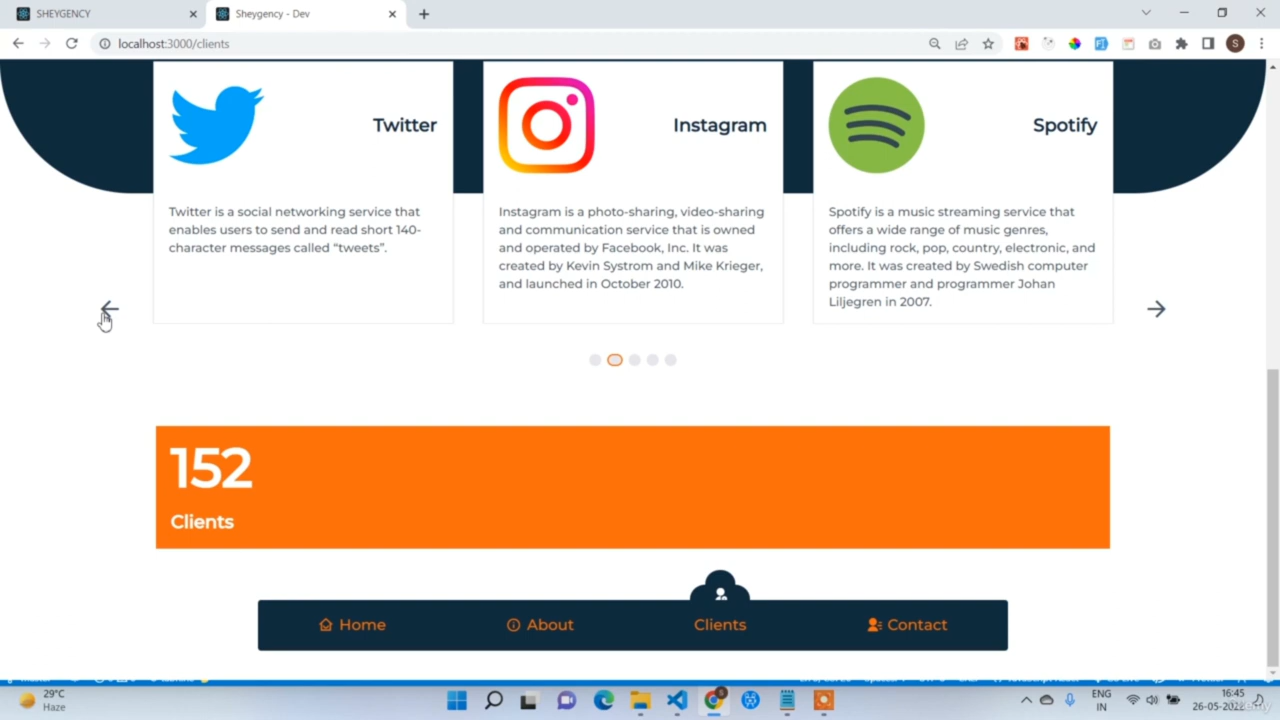 SHEYGENCY
Sheygency - Dev
localhost:3000/clients
S
Twitter
Instagram
Spotify
Twitter is a social networking service that
enables users to send and read short 140-
character messages called “tweets”.
Instagram is a photo-sharing, video-sharing
and communication service that is owned
and operated by Facebook, Inc. It was
created by Kevin Systrom and Mike Krieger,
and launched in October 2010.
Spotify is a music streaming service that
offers a wide range of music genres,
including rock, pop, country, electronic, and
more. It was created by Swedish computer
programmer and programmer Johan
Liljegren in 2007.
152
Clients
Home
About
Clients
Contact
29°C
Haze
ENG
IN
16:45
26-05-2022